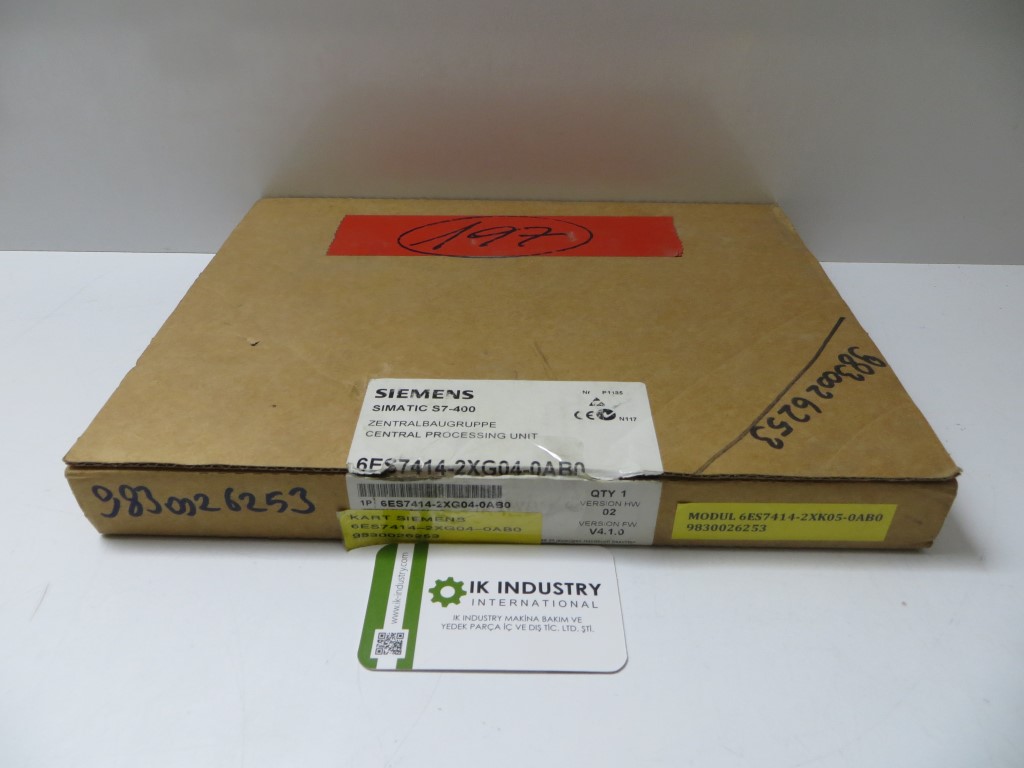 197
9830026253
SIEMENS
SIMATIC S7-400
ZENTRALBAUGRUPPE
CENTRAL PROCESSING UNIT
6ES7414-2XG04-0AB0
N117
1P 6ES7414-2XG04-0AB0
QTY 1
VERSION HW
02
VERSION FW
V4.1.0
9830026253
KART SIEMENS
6ES7414-2XG04-0AB0
9830026253
MODUL 6ES7414-2XK05-0AB0
9830026253
www.ik-industry.com
IK INDUSTRY
INTERNATIONAL
IK INDUSTRY MAKİNA BAKIM VE
YEDEK PARÇA İÇ VE DIŞ TİC. LTD. ŞTİ.